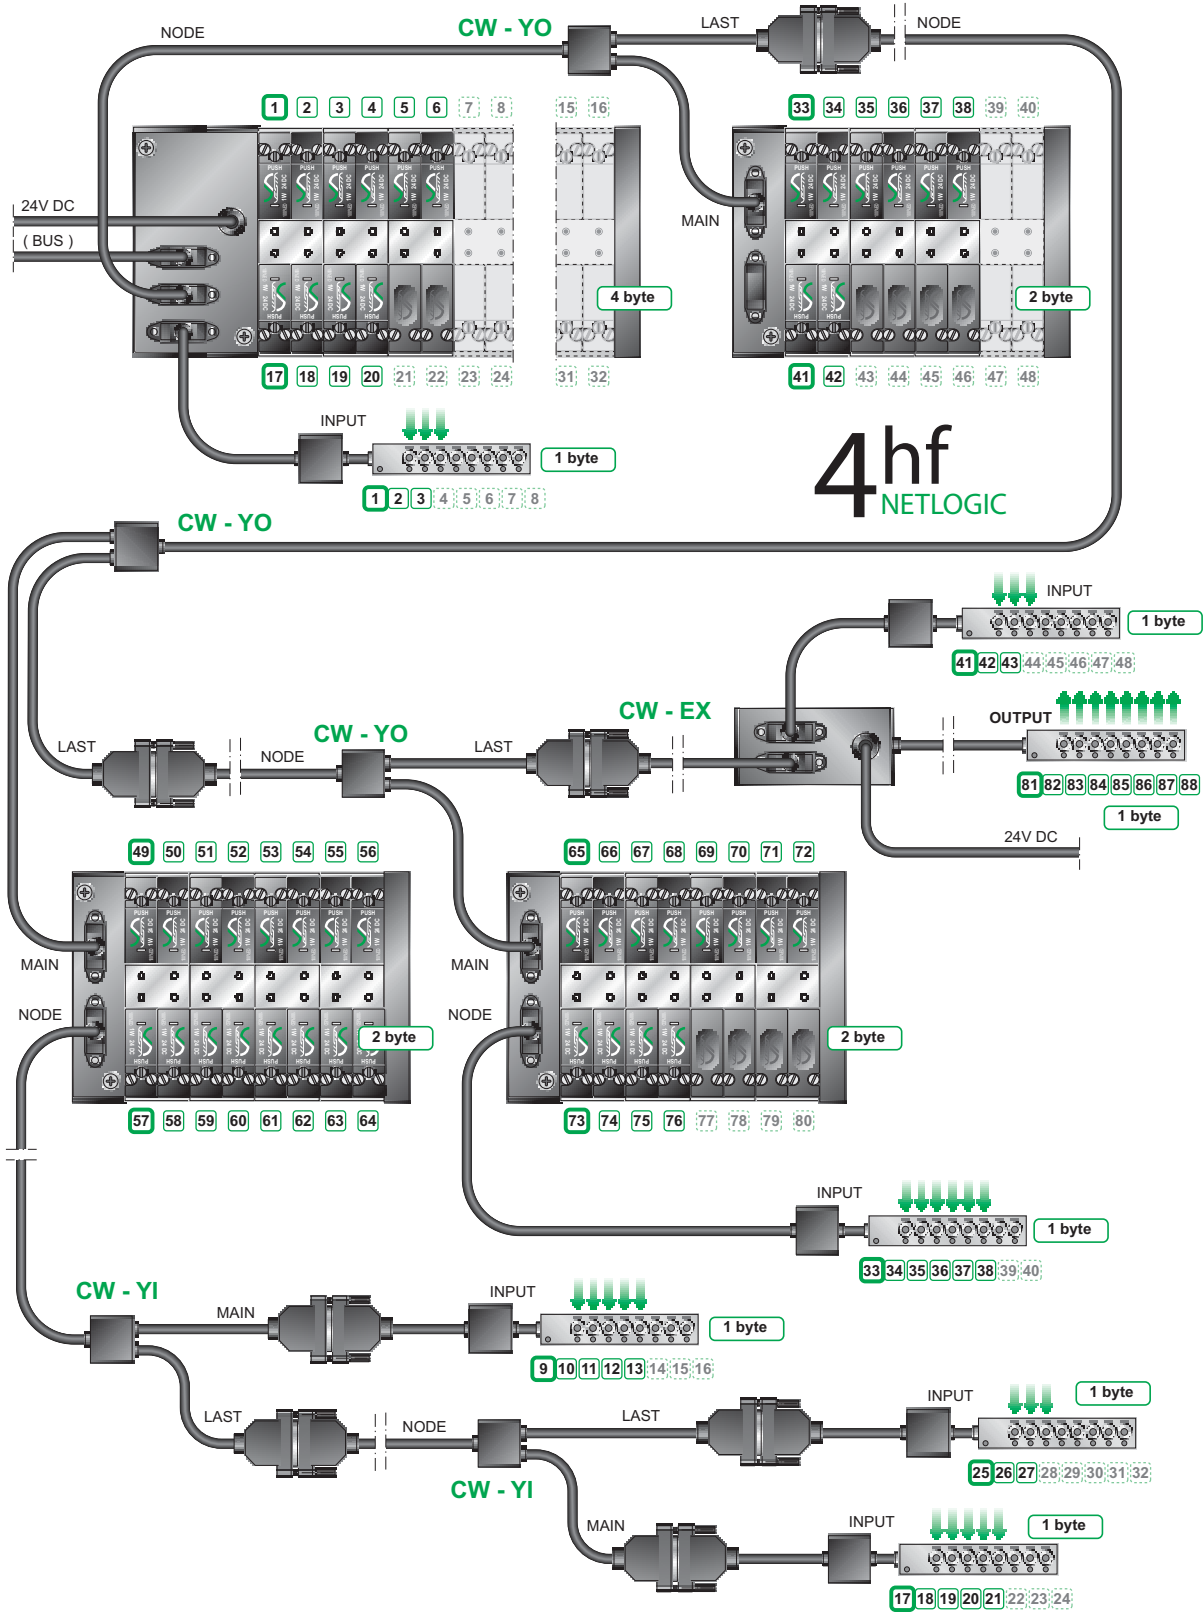 NODE
CW - YO
LAST
NODE
1 2 3 4 5 6 7 8 15 16
33 34 35 36 37 38 39 40
24V DC
( BUS )
MAIN
4 byte
2 byte
17 18 19 20 21 22 23 24 31 32
41 42 43 44 45 46 47 48
INPUT
1 byte
1 2 3 4 5 6 7 8
4hf
NETLOGIC
CW - YO
INPUT
1 byte
41 42 43 44 45 46 47 48
CW - EX
OUTPUT
CW - YO
LAST
NODE
LAST
81 82 83 84 85 86 87 88
1 byte
24V DC
49 50 51 52 53 54 55 56
65 66 67 68 69 70 71 72
PUSH
1W 24 DC
MAIN
MAIN
NODE
NODE
2 byte
2 byte
57 58 59 60 61 62 63 64
73 74 75 76 77 78 79 80
INPUT
1 byte
33 34 35 36 37 38 39 40
CW - YI
MAIN
INPUT
1 byte
9 10 11 12 13 14 15 16
LAST
NODE
LAST
INPUT
1 byte
25 26 27 28 29 30 31 32
CW - YI
MAIN
INPUT
1 byte
17 18 19 20 21 22 23 24